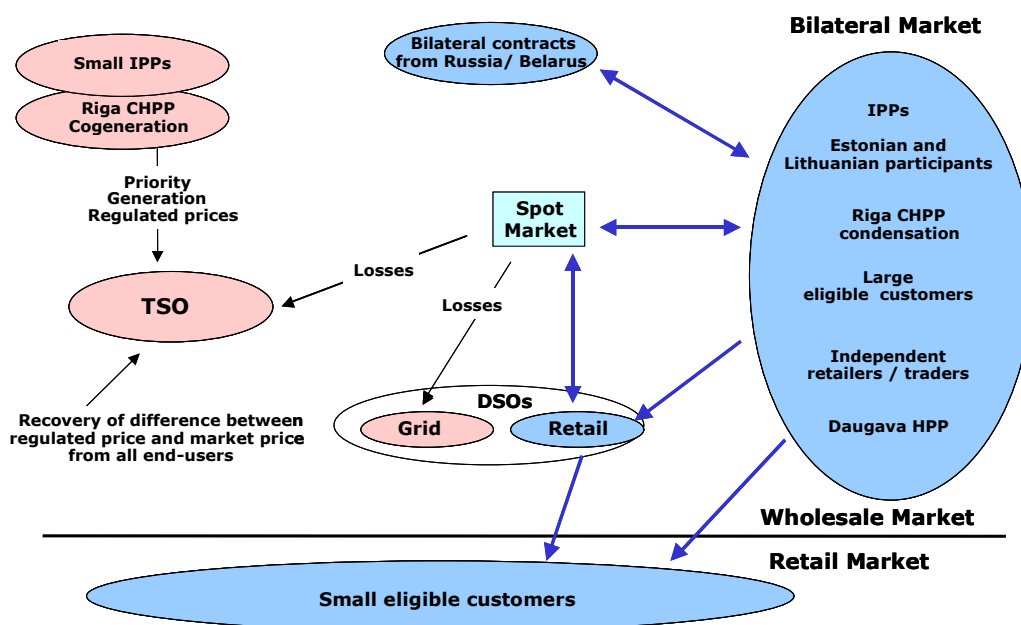 Bilateral Market
Small IPPs
Riga CHPP
Cogeneration
Bilateral contracts
from Russia/ Belarus
IPPs
Estonian and
Lithuanian participants
Riga CHPP
condensation
Large
eligible customers
Independent
retailers / traders
Daugava HPP
Priority
Generation
Regulated prices
Spot
Market
Losses
Losses
TSO
DSOs
Grid
Retail
Recovery of difference between
regulated price and market price
from all end-users
Wholesale Market
Retail Market
Small eligible customers